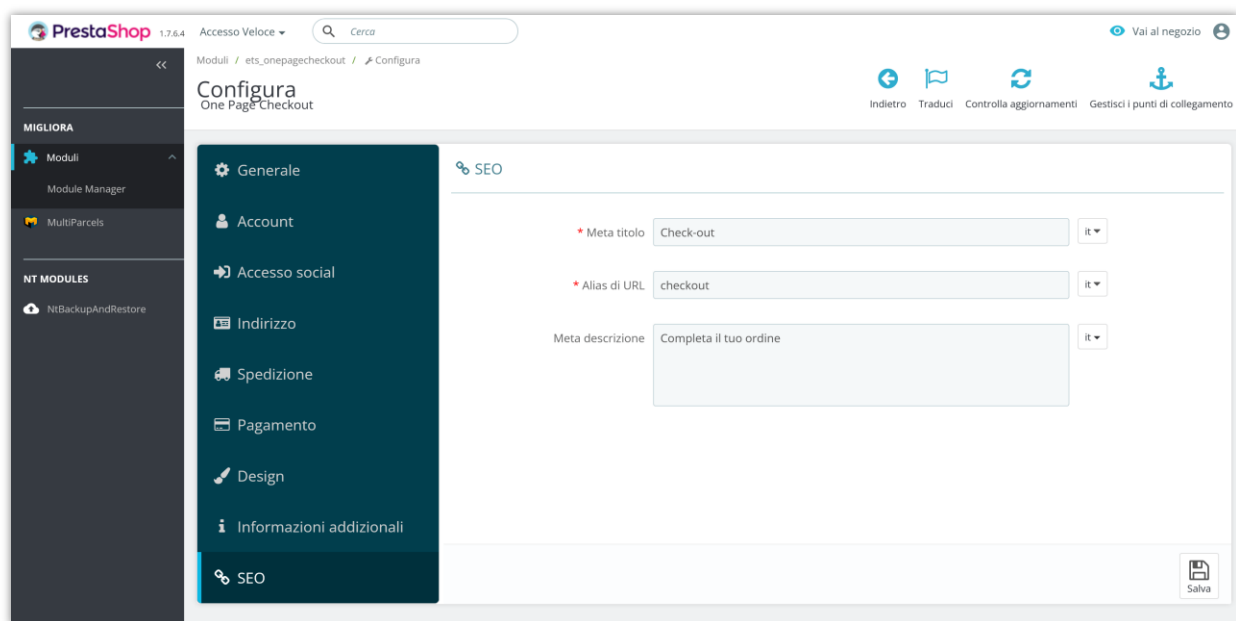 PrestaShop 1.7.6.4 Accesso Veloce Cerca Vai al negozio
Moduli / ets_onepagecheckout / Configura
Configura
One Page Checkout
Indietro Traduci Controlla aggiornamenti Gestisci i punti di collegamento
MIGLIORA
Moduli
Module Manager
MultiParcels
NT MODULES
NtBackupAndRestore
Generale
Account
Accesso social
Indirizzo
Spedizione
Pagamento
Design
Informazioni addizionali
SEO
SEO
* Meta titolo Check-out it
* Alias di URL checkout it
Meta descrizione Completa il tuo ordine it
Salva